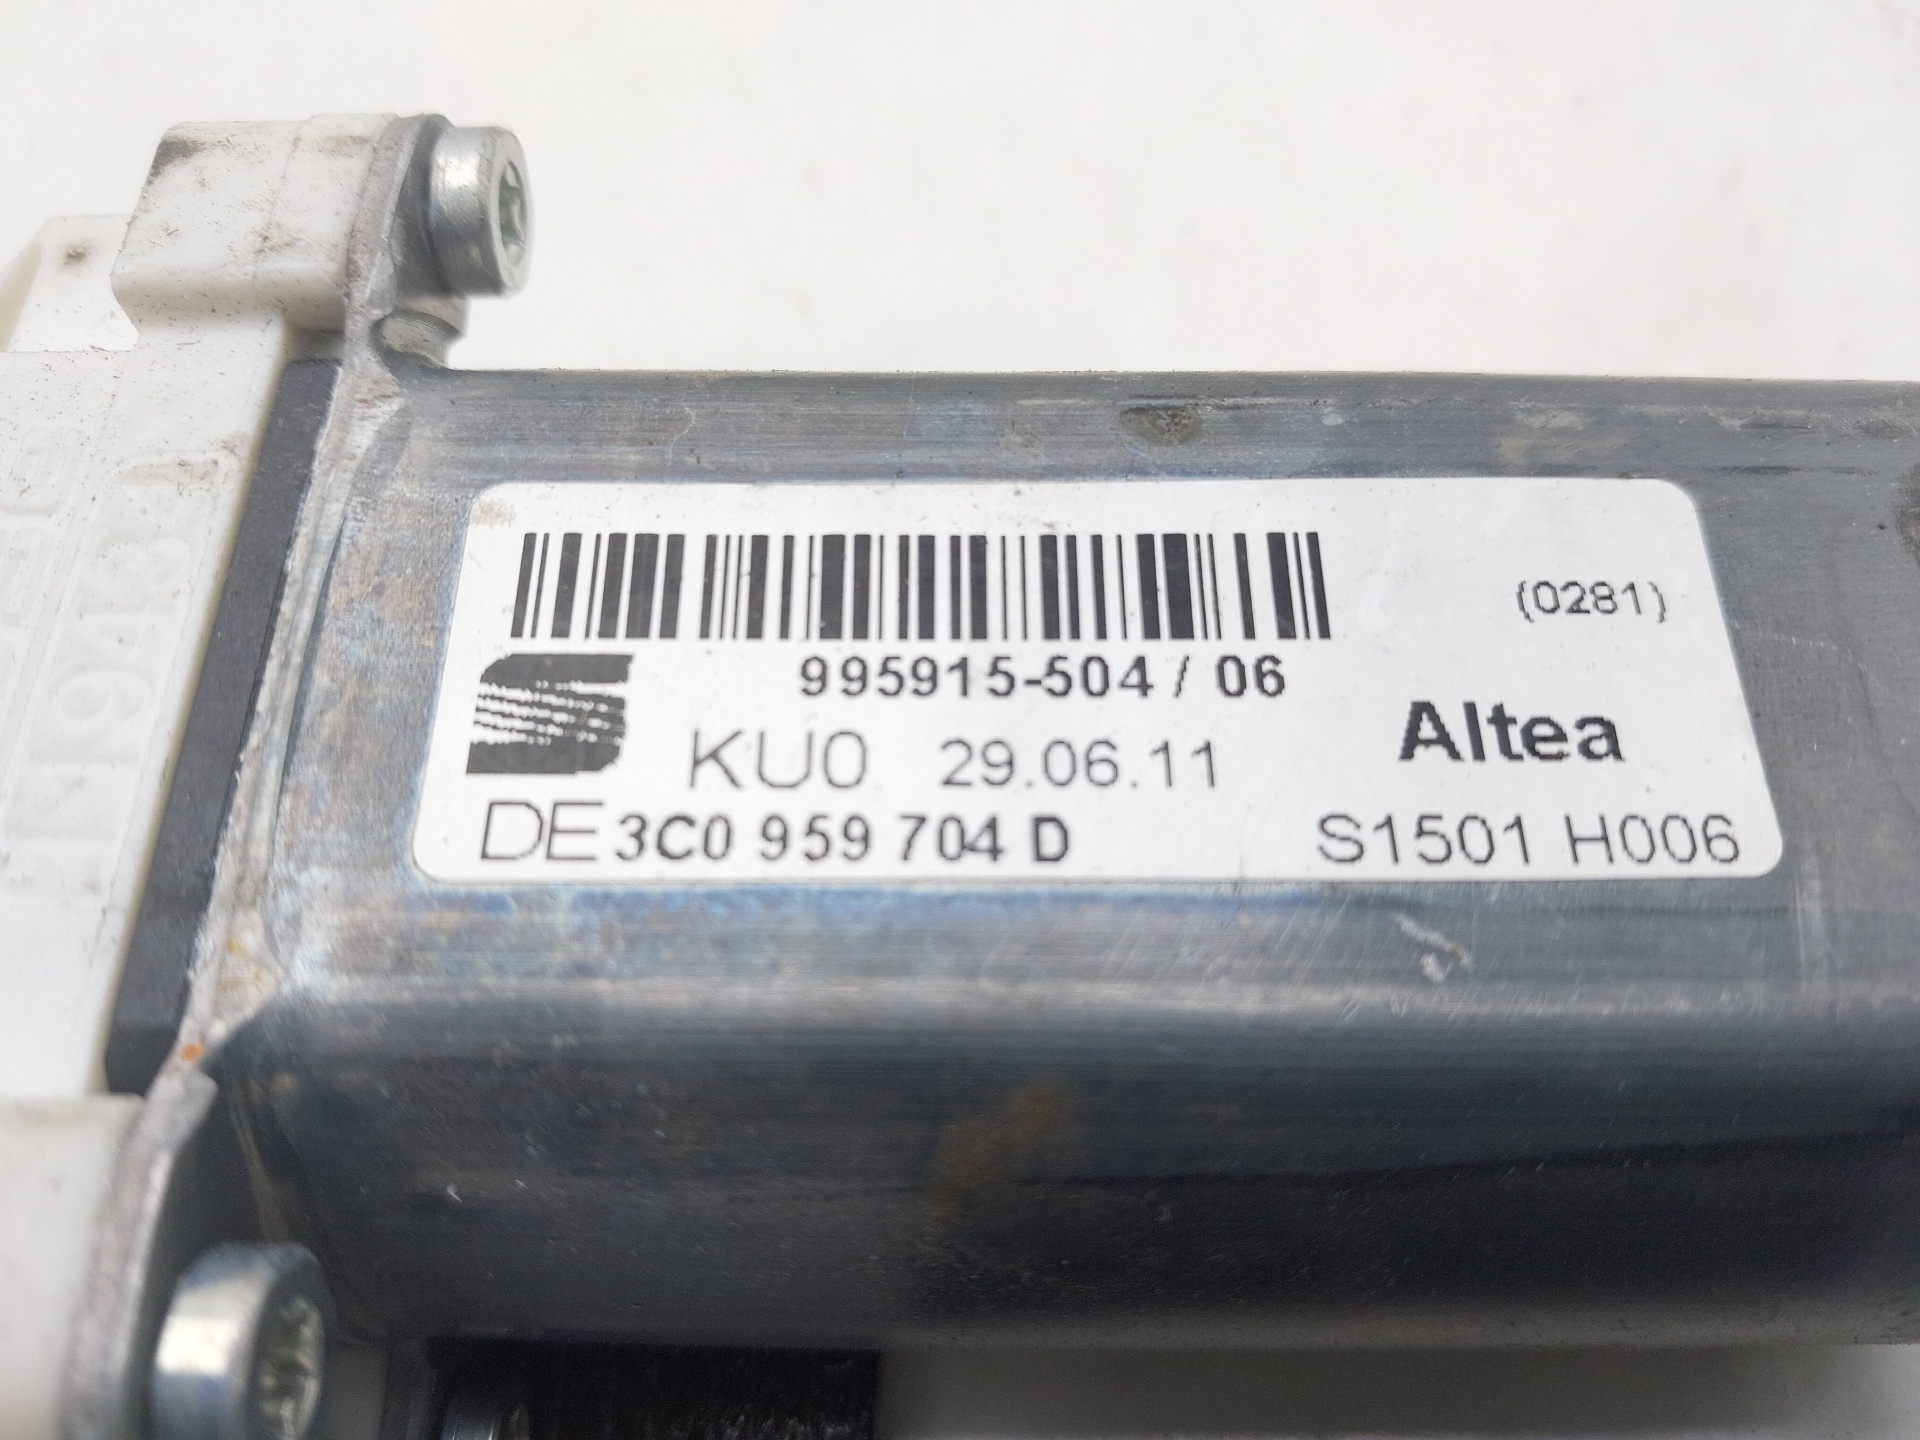 {0281}
995915-504 / 06
KU0 29.06.11
Altea
DE 3C0 959 704 D
S1501 H006